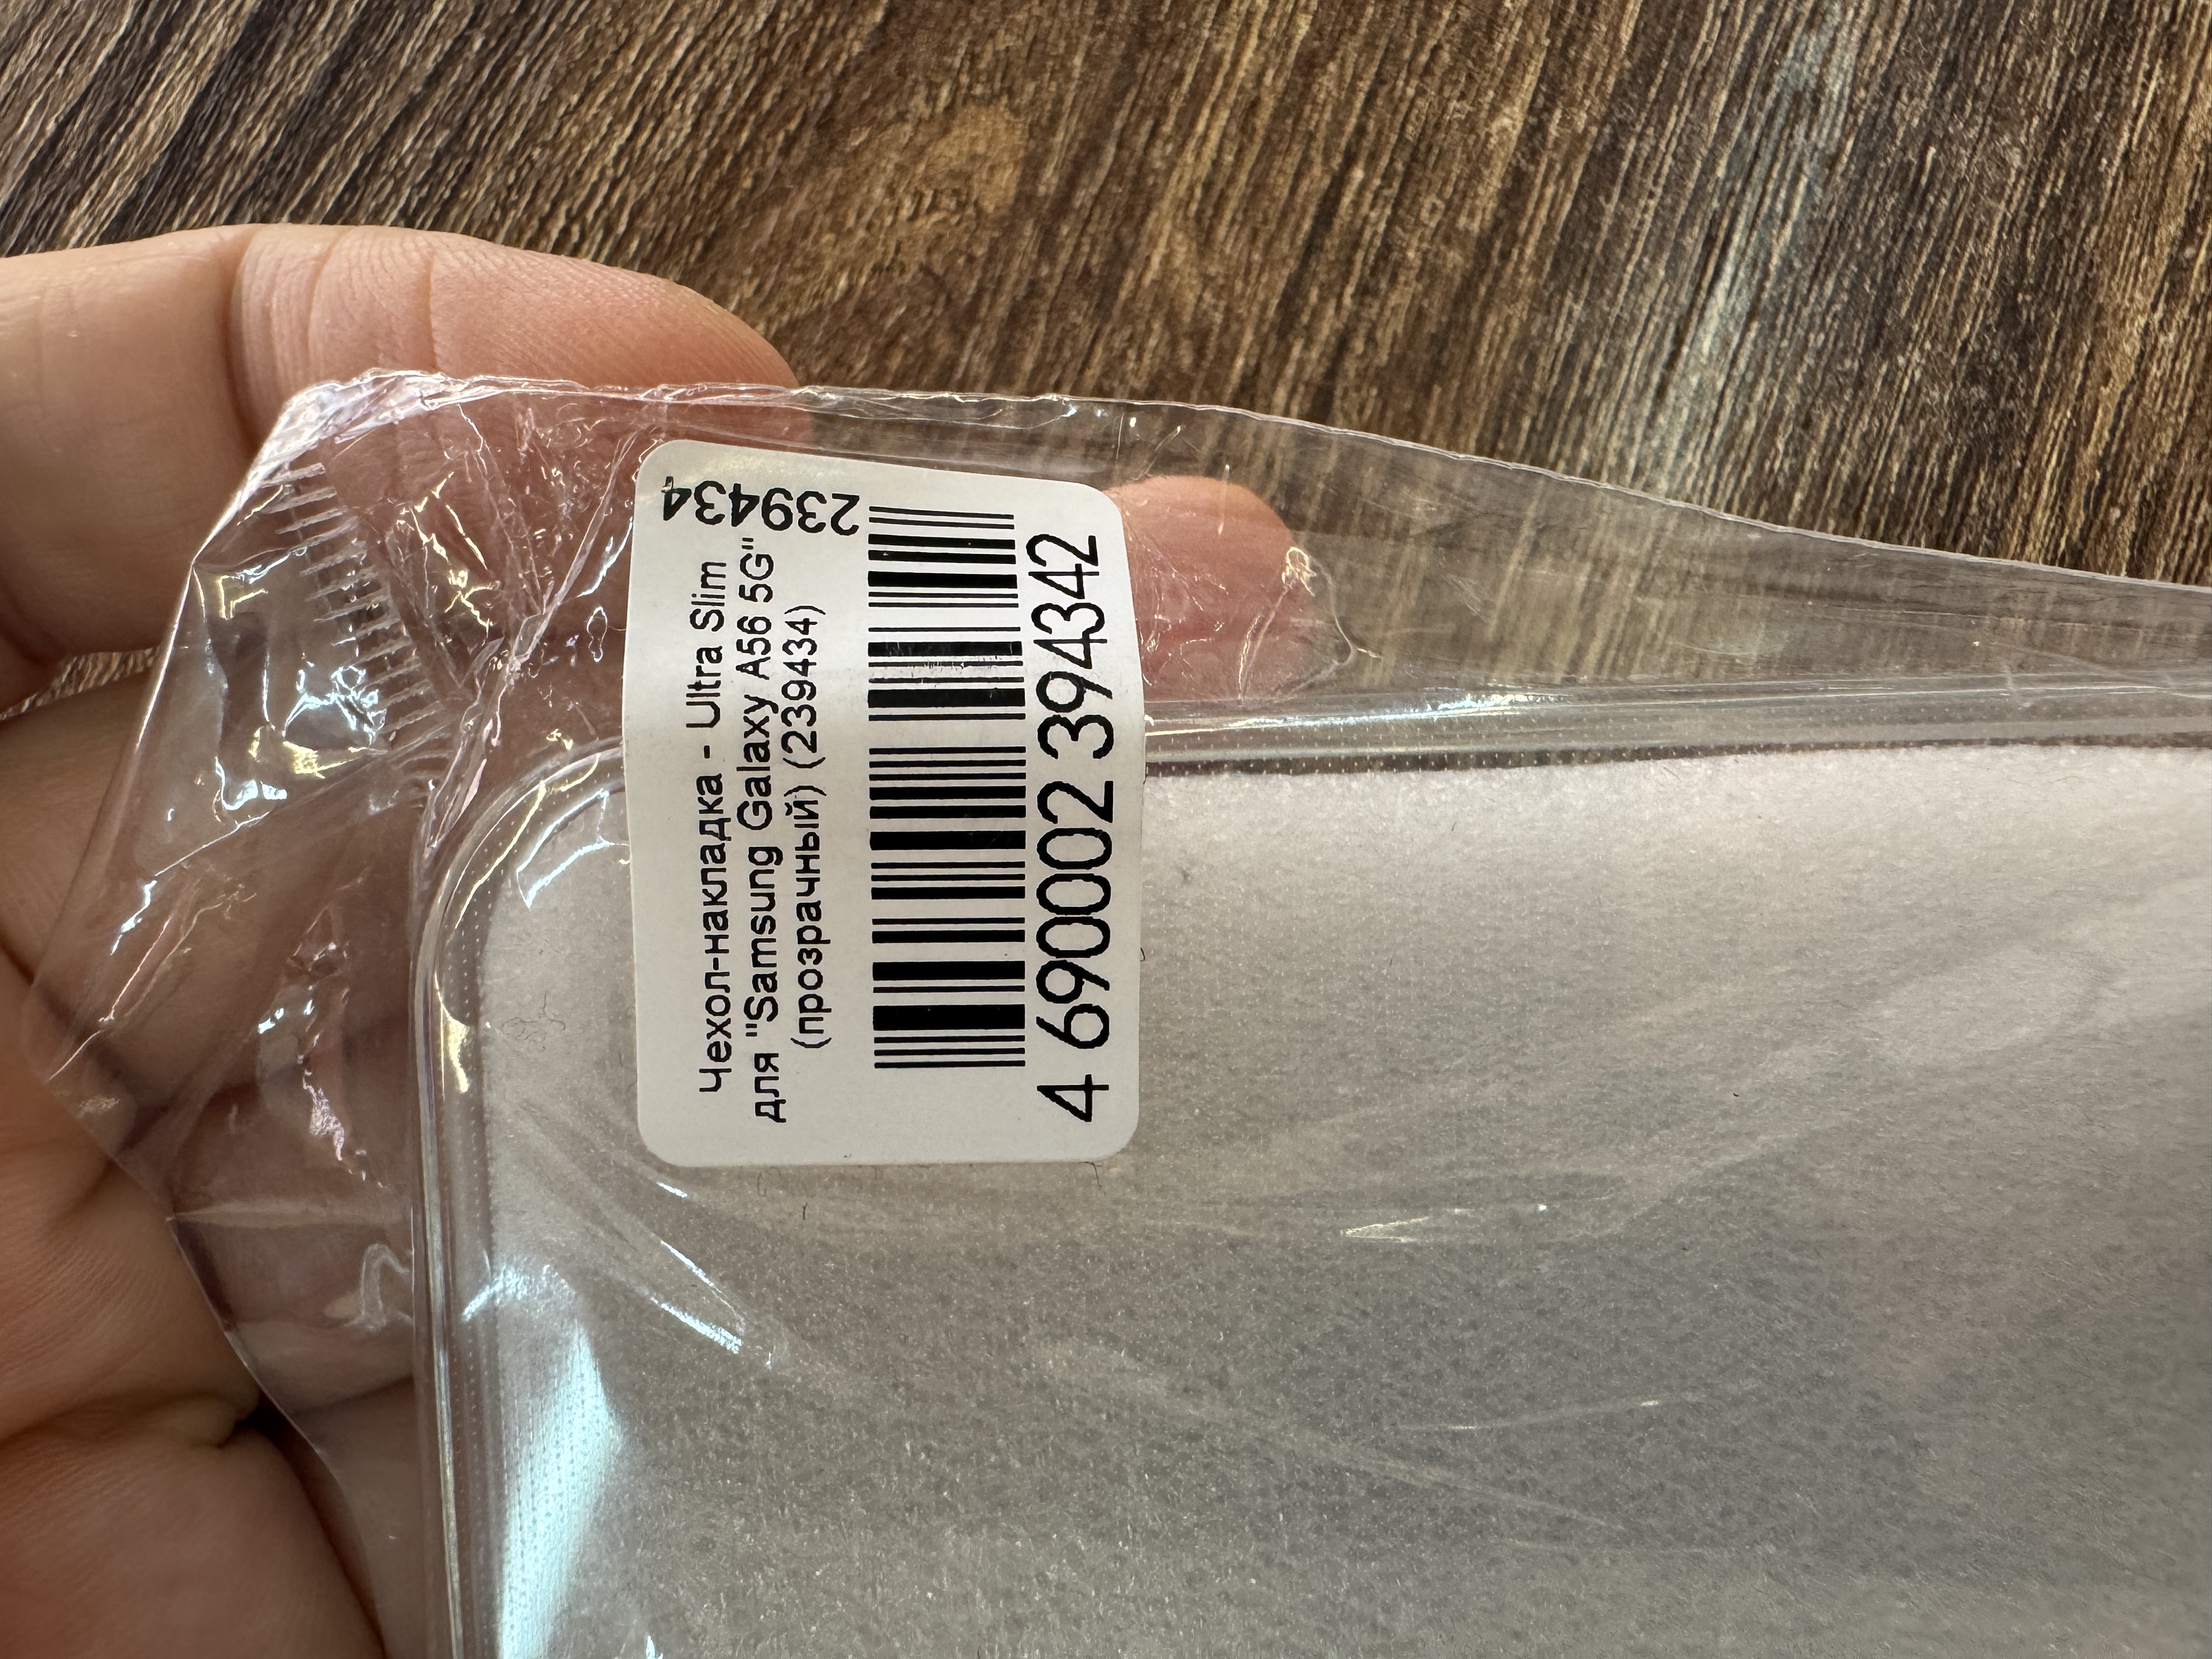 Чехол-накладка - Ultra Slim
для "Samsung Galaxy A56 5G"
(прозрачный) (239434)
239434
4 690002 394342